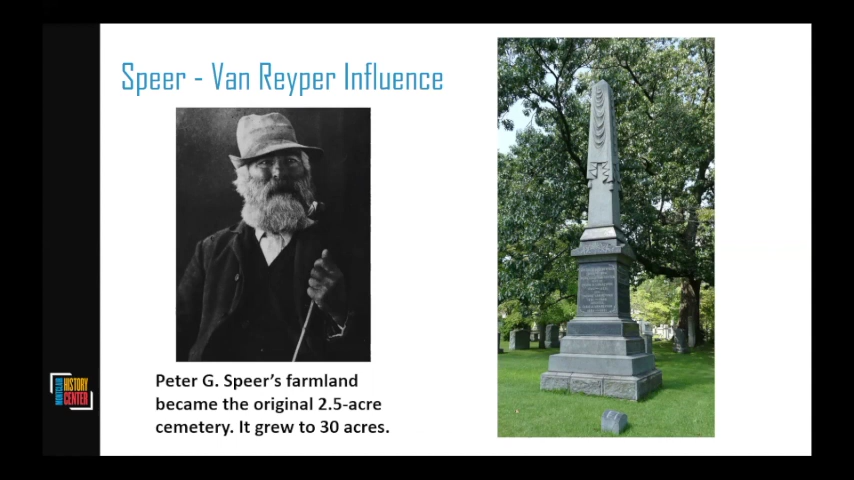 Speer - Van Reyper Influence
Peter G. Speer's farmland
became the original 2.5-acre
cemetery. It grew to 30 acres.
MONTCLAIR
HISTORY
CENTER